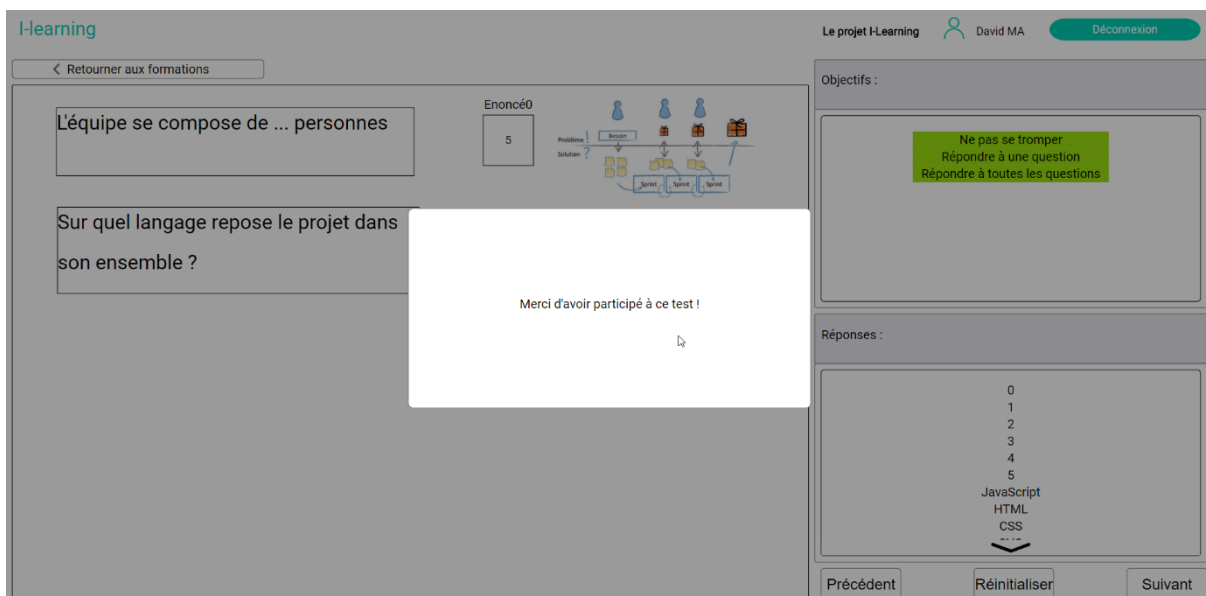 I-learning
Le projet I-Learning
David MA
Déconnexion
Retourner aux formations
L'équipe se compose de ... personnes
Enoncé0
5
Problème !
Besoin
Solution ?
Sprint
Sprint
Sprint
Sur quel langage repose le projet dans
son ensemble ?
Merci d'avoir participé à ce test !
Objectifs :
Ne pas se tromper
Répondre à une question
Répondre à toutes les questions
Réponses :
0
1
2
3
4
5
JavaScript
HTML
CSS
Précédent
Réinitialiser
Suivant